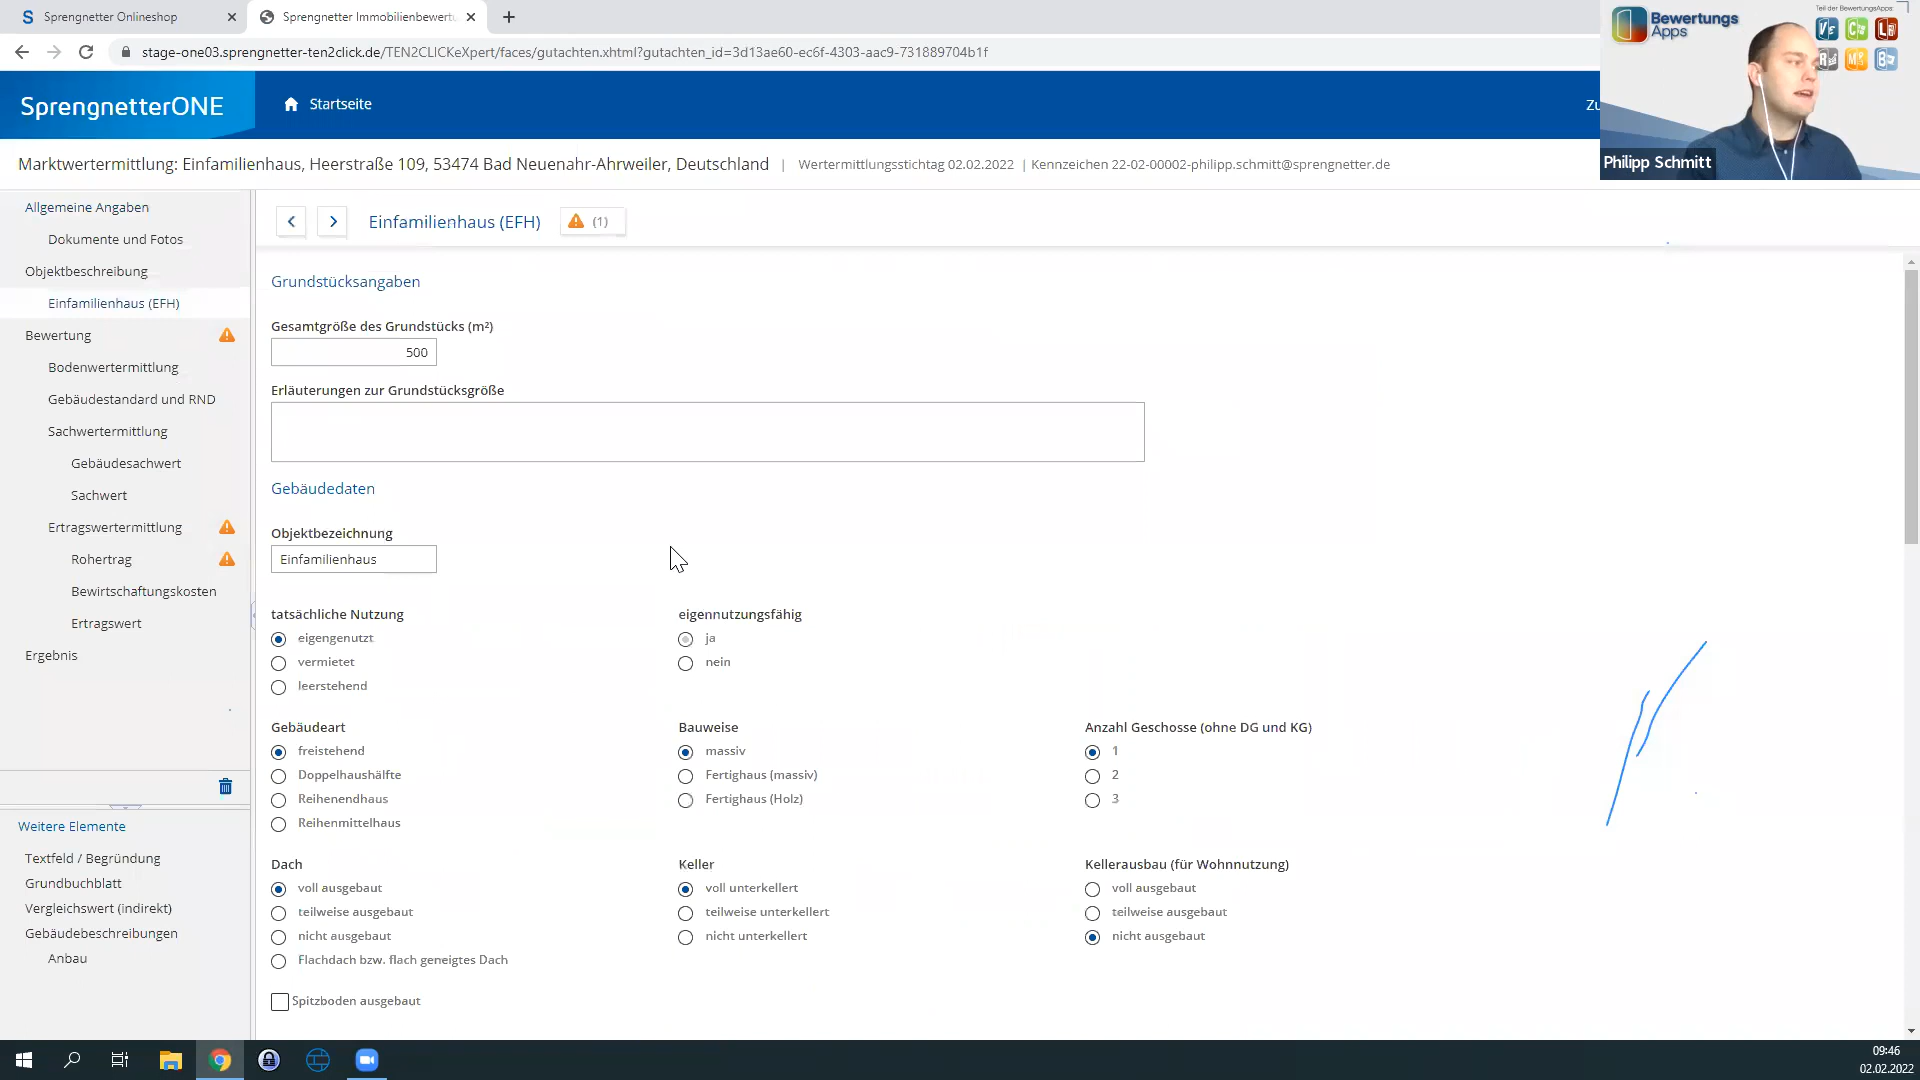 Sprengnetter Onlineshop
Sprengnetter Immobilienbewertu
stage-one03.sprengnetter-ten2click.de/TEN2CLICKeXpert/faces/gutachten.xhtml?gutachten_id=3d13ae60-ec6f-4303-aac9-731889704b1f
Teil der BewertungsApps:
Bewertungs
Apps
SprengnetterONE
Startseite
Zu
Philipp Schmitt
Marktwertermittlung: Einfamilienhaus, Heerstraße 109, 53474 Bad Neuenahr-Ahrweiler, Deutschland | Wertermittlungsstichtag 02.02.2022 | Kennzeichen 22-02-00002-philipp.schmitt@sprengnetter.de
Allgemeine Angaben
Dokumente und Fotos
Objektbeschreibung
Einfamilienhaus (EFH)
Bewertung
Bodenwertermittlung
Gebäudestandard und RND
Sachwertermittlung
Gebäudesachwert
Sachwert
Ertragswertermittlung
Rohertrag
Bewirtschaftungskosten
Ertragswert
Ergebnis
Weitere Elemente
Textfeld / Begründung
Grundbuchblatt
Vergleichswert (indirekt)
Gebäudebeschreibungen
Anbau
Einfamilienhaus (EFH) (1)
Grundstücksangaben
Gesamtgröße des Grundstücks (m²)
500
Erläuterungen zur Grundstücksgröße
Gebäudedaten
Objektbezeichnung
Einfamilienhaus
tatsächliche Nutzung
eigengenutzt
vermietet
leerstehend
eigennutzungsfähig
ja
nein
Gebäudeart
freistehend
Doppelhaushälfte
Reihenendhaus
Reihenmittelhaus
Bauweise
massiv
Fertighaus (massiv)
Fertighaus (Holz)
Anzahl Geschosse (ohne DG und KG)
1
2
3
Dach
voll ausgebaut
teilweise ausgebaut
nicht ausgebaut
Flachdach bzw. flach geneigtes Dach
Keller
voll unterkellert
teilweise unterkellert
nicht unterkellert
Kellerausbau (für Wohnnutzung)
voll ausgebaut
teilweise ausgebaut
nicht ausgebaut
Spitzboden ausgebaut
09:46
02.02.2022